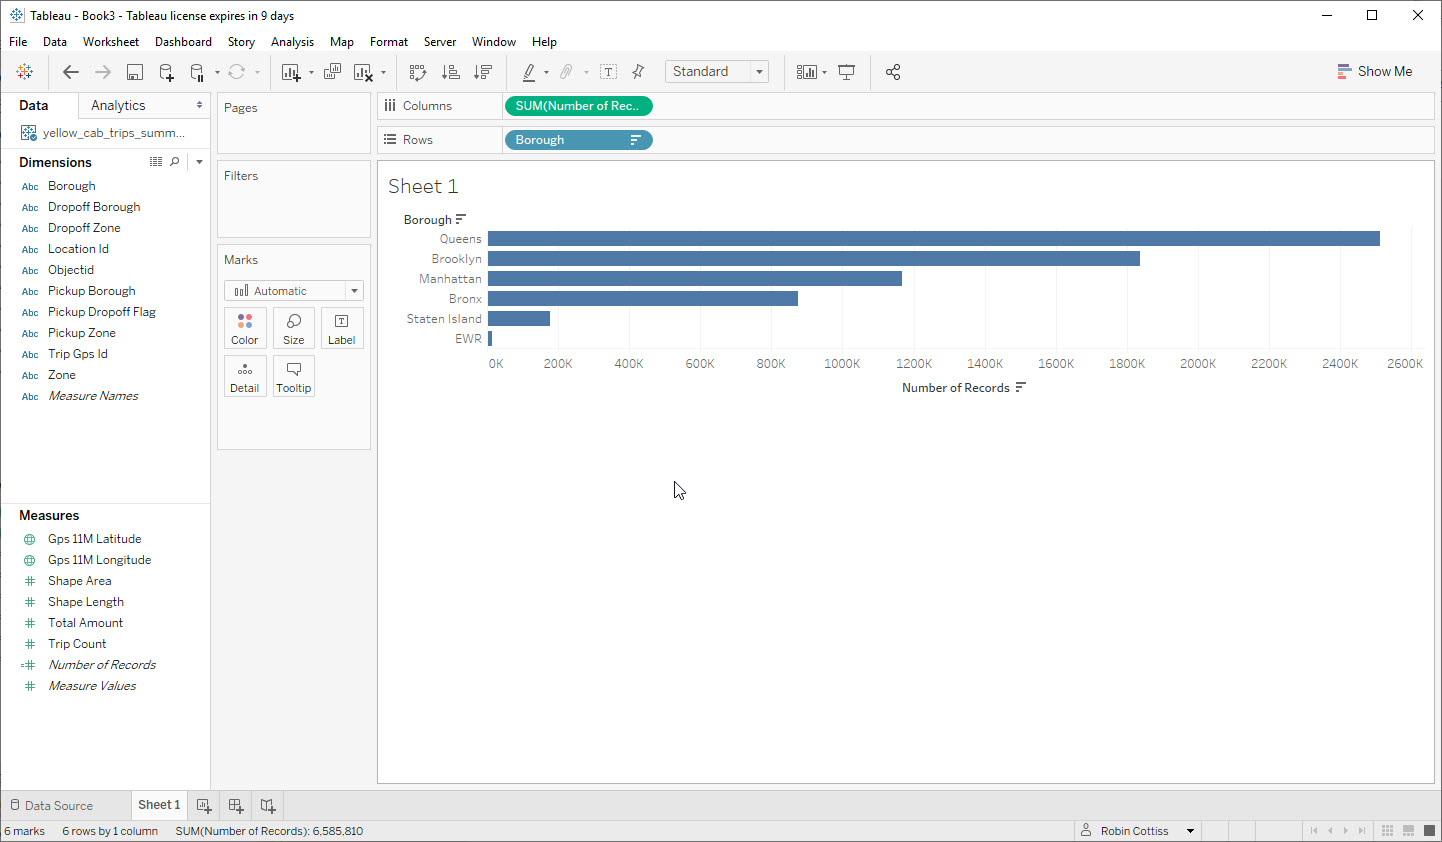 Tableau - Book3 - Tableau license expires in 9 days
File Data Worksheet Dashboard Story Analysis Map Format Server Window Help
Standard
Show Me
Data Analytics
yellow_cab_trips_summ...
Dimensions
Abc Borough
Abc Dropoff Borough
Abc Dropoff Zone
Abc Location Id
Abc Objectid
Abc Pickup Borough
Abc Pickup Dropoff Flag
Abc Pickup Zone
Abc Trip Gps Id
Abc Zone
Abc Measure Names
Measures
Gps 11M Latitude
Gps 11M Longitude
# Shape Area
# Shape Length
# Total Amount
# Trip Count
=# Number of Records
# Measure Values
Pages
Filters
Marks
Automatic
Color Size Label
Detail Tooltip
Columns SUM(Number of Rec..
Rows Borough
Sheet 1
Borough
Queens
Brooklyn
Manhattan
Bronx
Staten Island
EWR
0K 200K 400K 600K 800K 1000K 1200K 1400K 1600K 1800K 2000K 2200K 2400K 2600K
Number of Records
Data Source Sheet 1
6 marks 6 rows by 1 column SUM(Number of Records): 6,585,810 Robin Cottiss